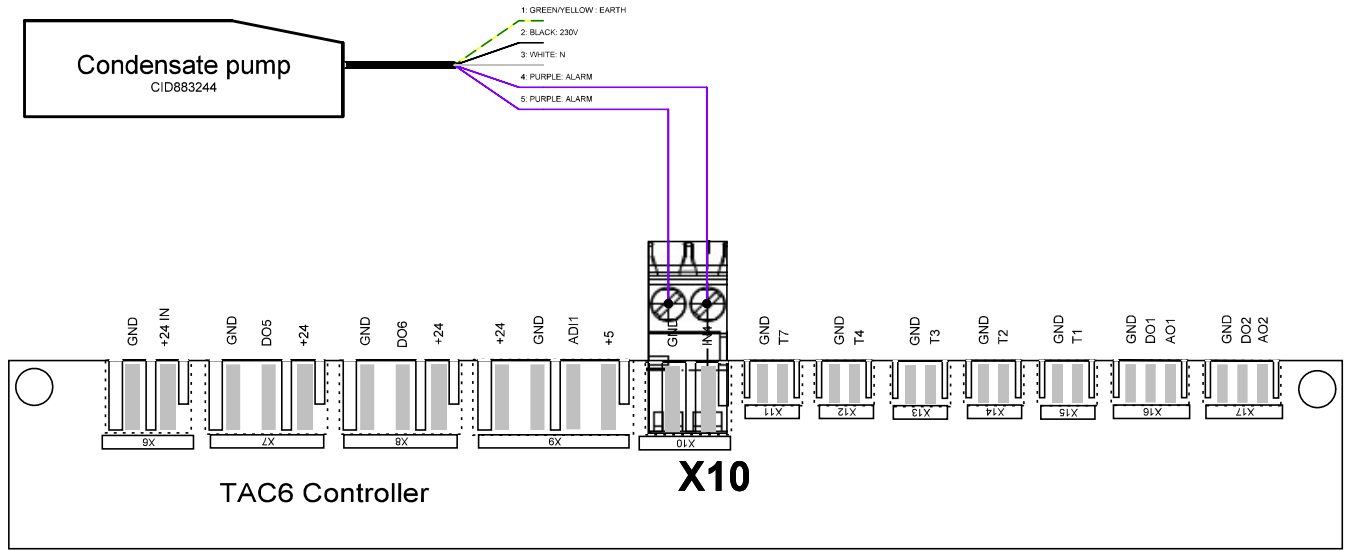 1: GREEN/YELLOW : EARTH
2: BLACK: 230V
3: WHITE: N
4: PURPLE: ALARM
5: PURPLE: ALARM
Condensate pump
CID883244
GND
+24 IN
GND
DO5
+24
GND
DO6
+24
+24
GND
ADI1
+5
GND
IN4
GND
T7
GND
T4
GND
T3
GND
T2
GND
T1
GND
DO1
AO1
GND
DO2
AO2
X6
X7
X8
X9
X10
X11
X12
X13
X14
X15
X16
X17
X10
TAC6 Controller